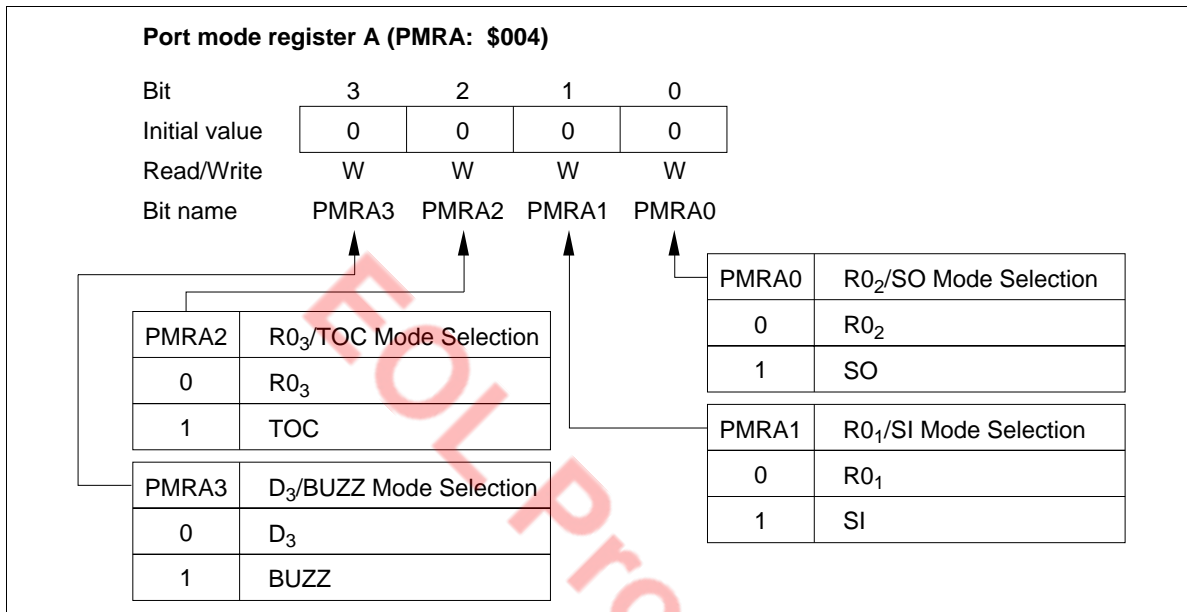 Port mode register A (PMRA: $004)
Bit 3 2 1 0
Initial value 0 0 0 0
Read/Write W W W W
Bit name PMRA3 PMRA2 PMRA1 PMRA0
PMRA0 R0₂/SO Mode Selection
0 R0₂
1 SO
PMRA2 R0₃/TOC Mode Selection
0 R0₃
1 TOC
PMRA1 R0₁/SI Mode Selection
0 R0₁
1 SI
PMRA3 D₃/BUZZ Mode Selection
0 D₃
1 BUZZ
EOL Pro